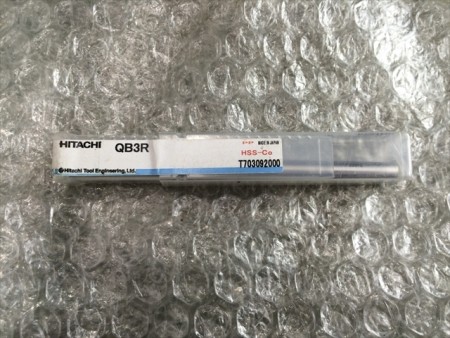 HITACHI QB3R
HSS-Co
T703092000
Hitachi Tool Engineering, Ltd.